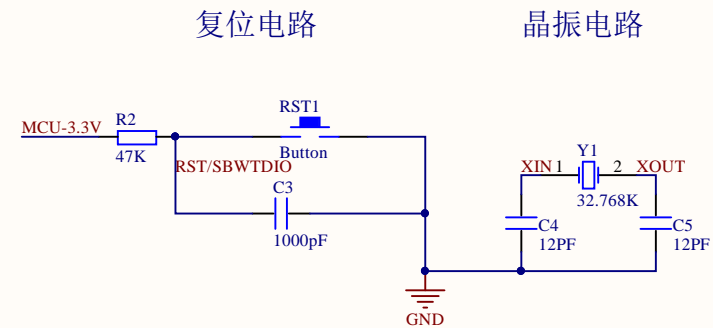 复位电路
晶振电路
RST1
R2
MCU-3.3V
47K
Button
RST/SBWTDIO
C3
1000pF
Y1
XIN 1
2 XOUT
32.768K
C4
12PF
C5
12PF
GND